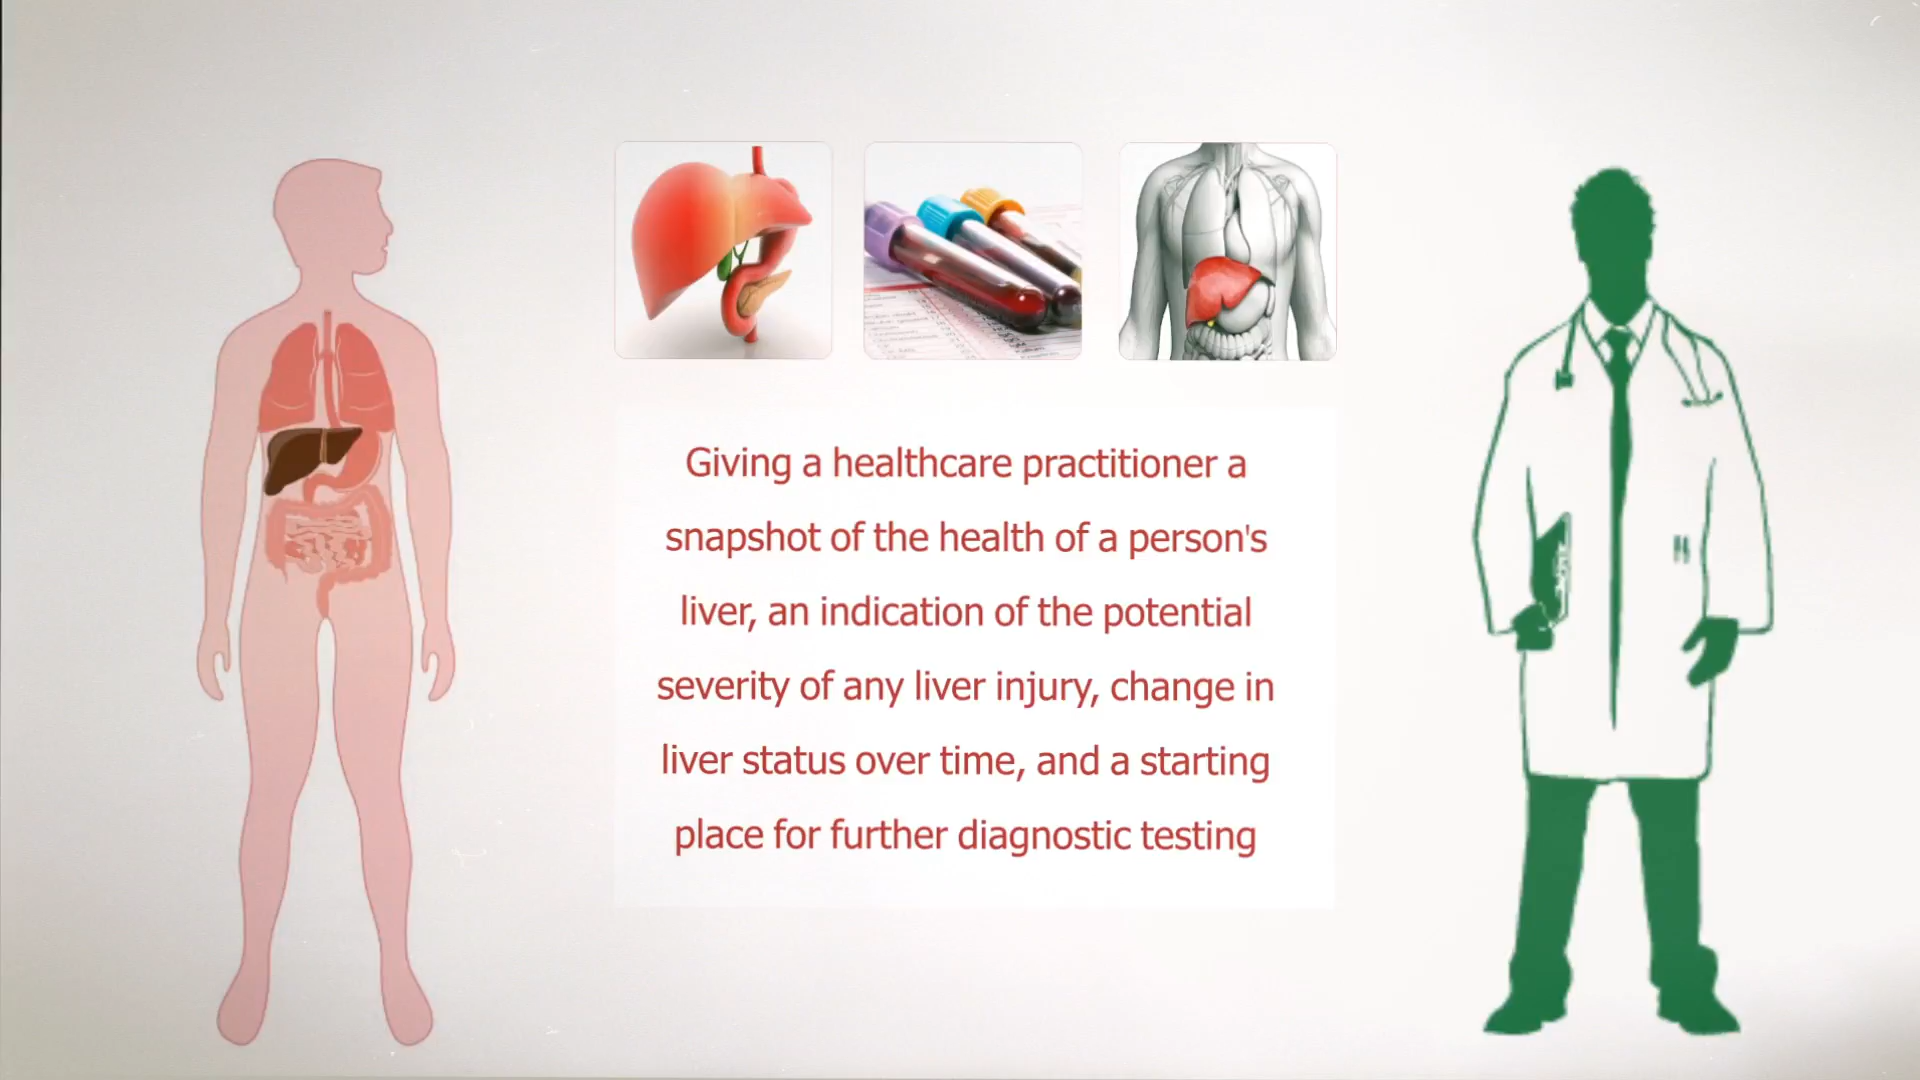 Giving a healthcare practitioner a
snapshot of the health of a person's
liver, an indication of the potential
severity of any liver injury, change in
liver status over time, and a starting
place for further diagnostic testing